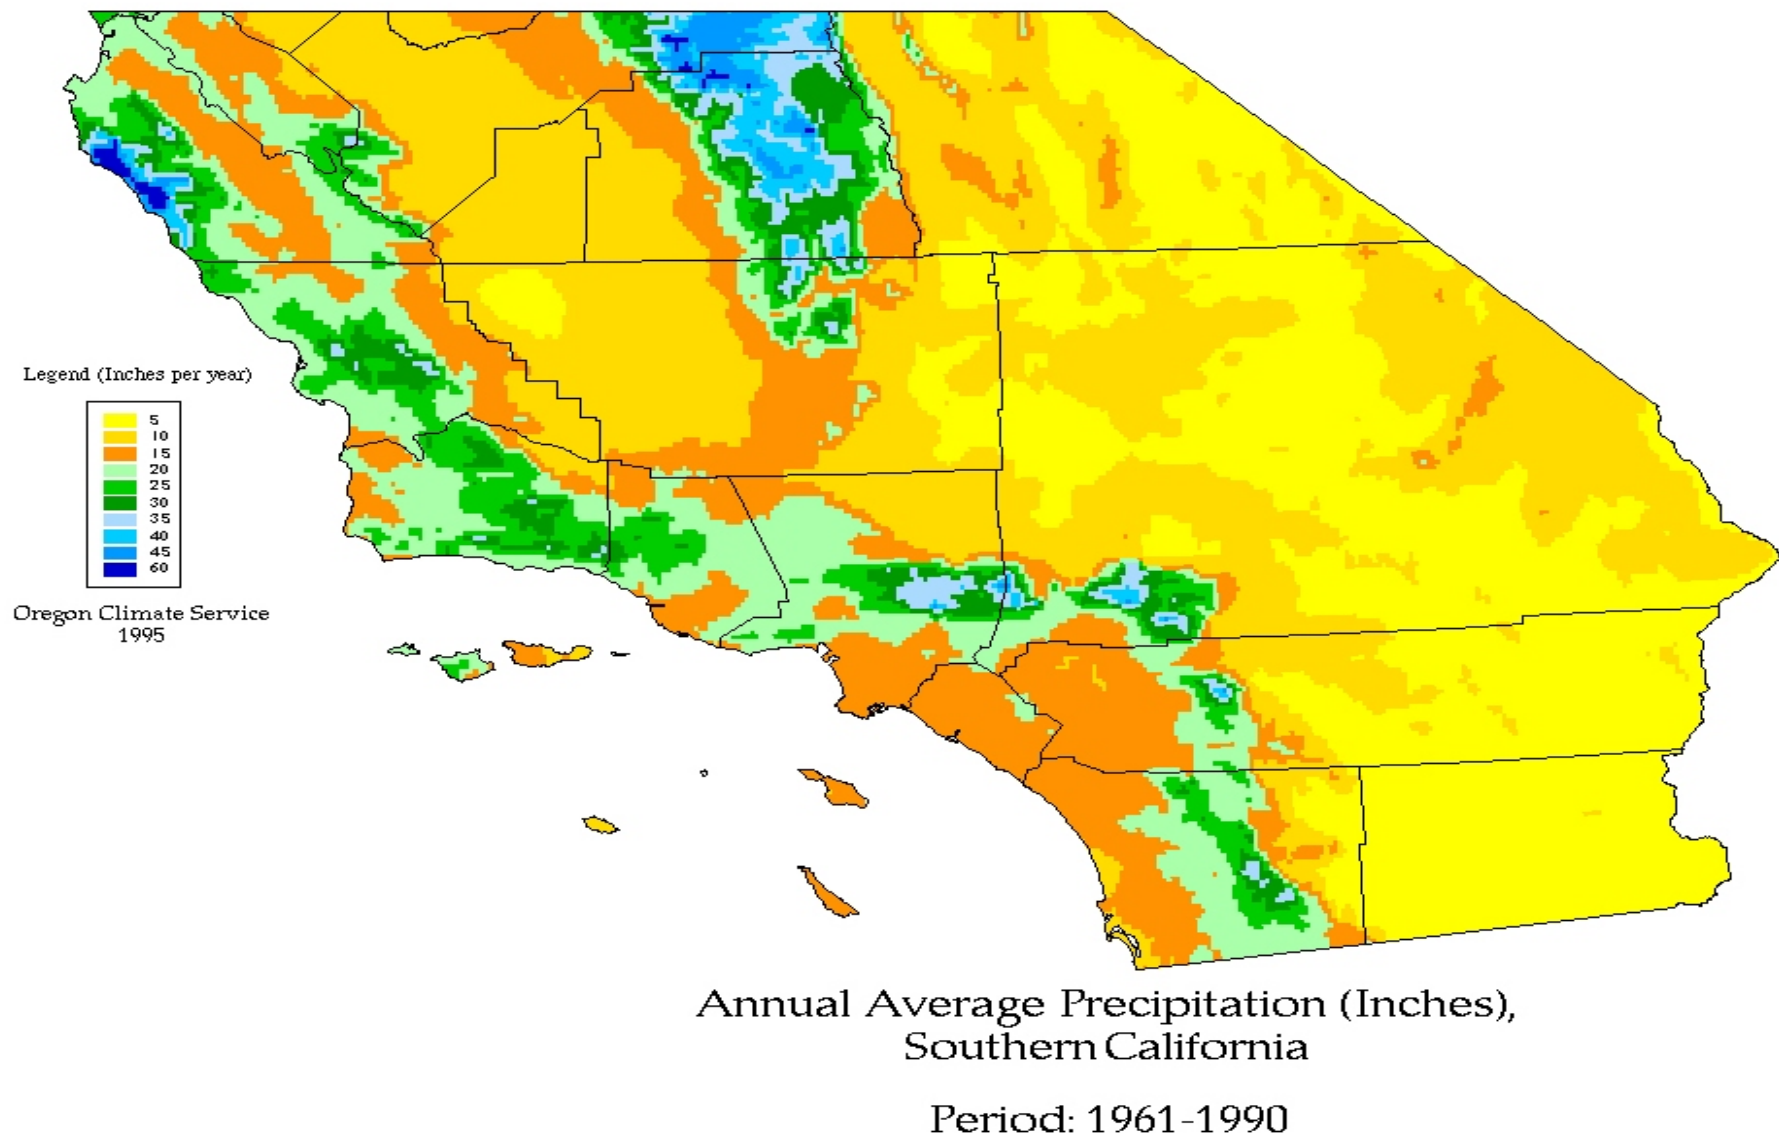 Legend (Inches per year)
5
10
15
20
25
30
35
40
45
60
Oregon Climate Service
1995
Annual Average Precipitation (Inches),
Southern California
Period: 1961-1990